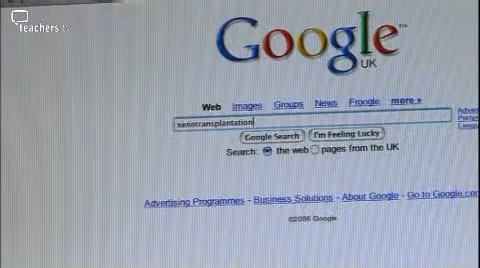 teachers tv
Google™
UK
Web Images Groups News Froogle more »
xenotransplantation
Google Search I'm Feeling Lucky
Search: the web pages from the UK
Advertising Programmes - Business Solutions - About Google - Go to Google.com
©2006 Google